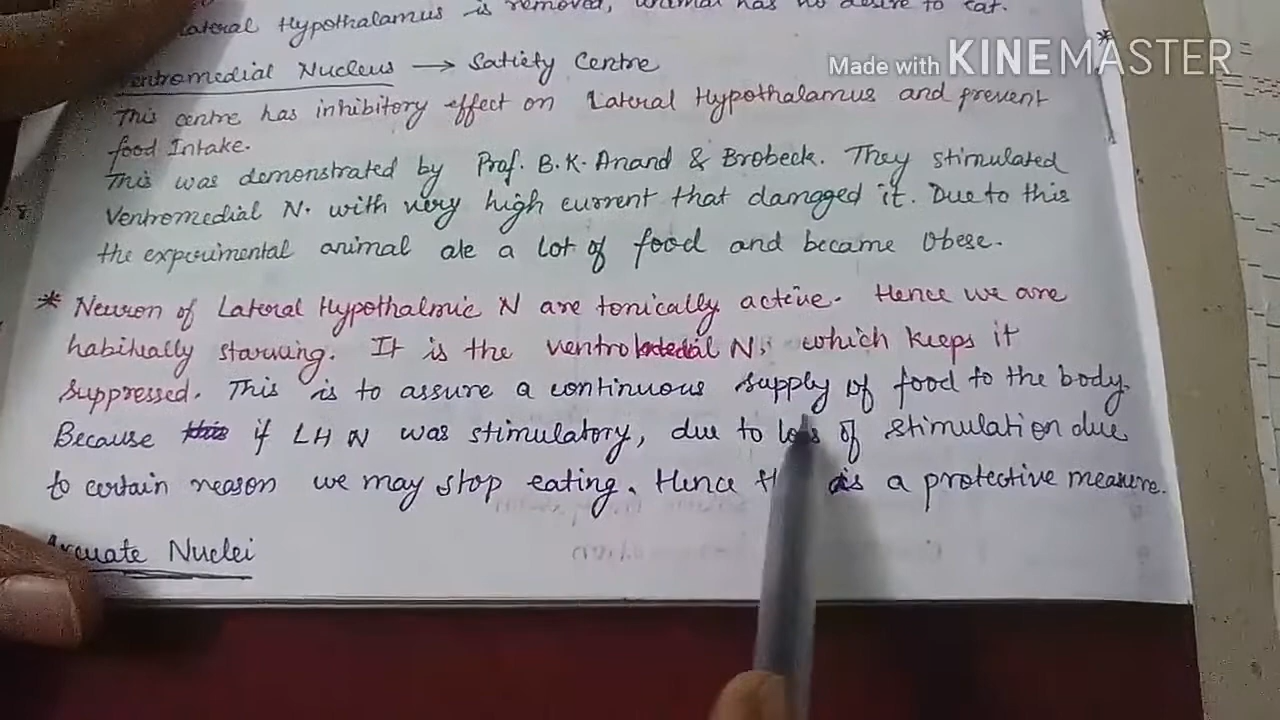 Lateral Hypothalamus is removed, animal has no desire to eat.
Made with KINEMASTER
Ventromedial Nucleus → Satiety Centre
This centre has inhibitory effect on Lateral Hypothalamus and prevent
food Intake.
This was demonstrated by Prof. B.K. Anand & Brobeck. They stimulated
Ventromedial N. with very high current that damaged it. Due to this
the experimental animal ate a lot of food and became Obese.
* Neuron of Lateral Hypothalmic N are tonically active. Hence we are
habitually starving. It is the ventro N, which keeps it
suppressed. This is to assure a continuous supply of food to the body.
Because this if LHN was stimulatory, due to loss of stimulation due
to certain reason we may stop eating. Hence is a protective measure.
Arcuate Nuclei